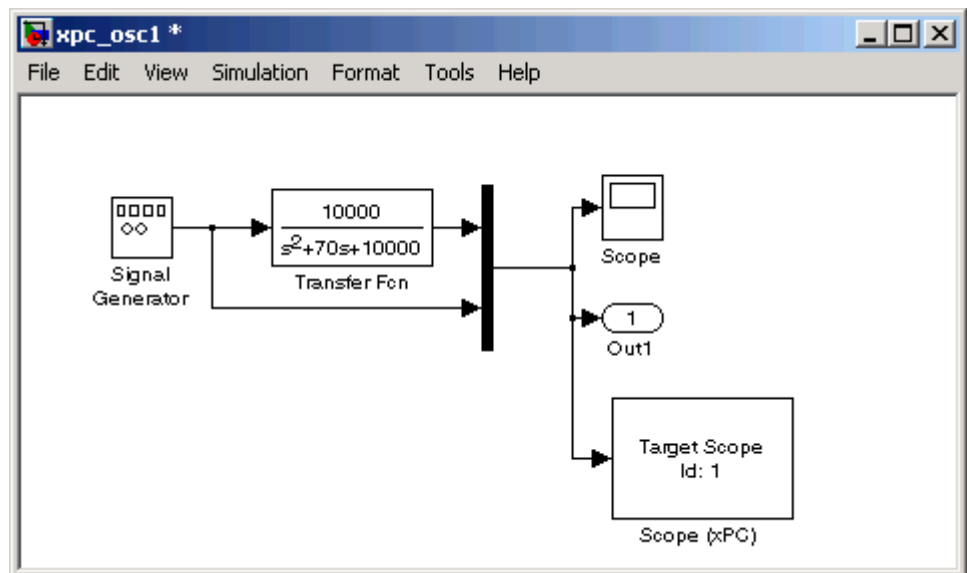 xpc_osc1 *
File Edit View Simulation Format Tools Help
Signal
Generator
10000
s²+70s+10000
Transfer Fcn
Scope
1
Out1
Target Scope
Id: 1
Scope (xPC)